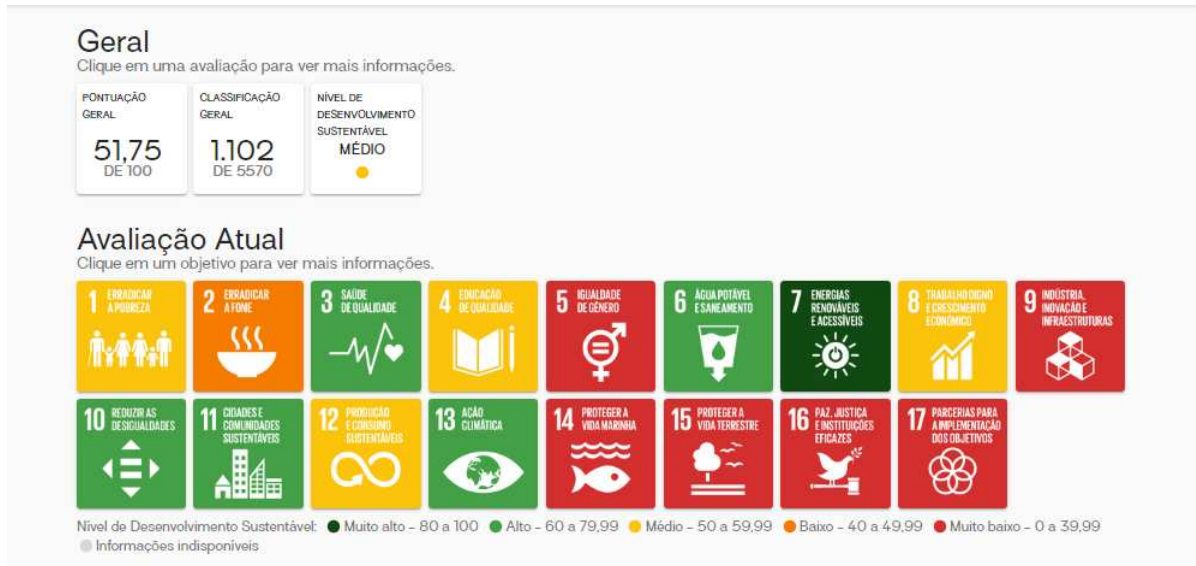 Geral
Clique em uma avaliação para ver mais informações.
PONTUAÇÃO
GERAL
51,75
DE 100
CLASSIFICAÇÃO
GERAL
1.102
DE 5570
NÍVEL DE
DESENVOLVIMENTO
SUSTENTÁVEL
MÉDIO
Avaliação Atual
Clique em um objetivo para ver mais informações.
1 ERRADICAR
A POBREZA
2 ERRADICAR
A FOME
3 SAÚDE
DE QUALIDADE
4 EDUCAÇÃO
DE QUALIDADE
5 IGUALDADE
DE GÉNERO
6 ÁGUA POTÁVEL
E SANEAMENTO
7 ENERGIAS
RENOVÁVEIS
E ACESSÍVEIS
8 TRABALHO DIGNO
E CRESCIMENTO
ECONÓMICO
9 INDÚSTRIA,
INOVAÇÃO E
INFRAESTRUTURAS
10 REDUZIR AS
DESIGUALDADES
11 CIDADES E
COMUNIDADES
SUSTENTÁVEIS
12 PRODUÇÃO
E CONSUMO
SUSTENTÁVEIS
13 AÇÃO
CLIMÁTICA
14 PROTEGER A
VIDA MARINHA
15 PROTEGER A
VIDA TERRESTRE
16 PAZ, JUSTIÇA
E INSTITUIÇÕES
EFICAZES
17 PARCERIAS PARA
A IMPLEMENTAÇÃO
DOS OBJETIVOS
Nível de Desenvolvimento Sustentável: Muito alto - 80 a 100 Alto - 60 a 79,99 Médio - 50 a 59,99 Baixo - 40 a 49,99 Muito baixo - 0 a 39,99
Informações indisponíveis